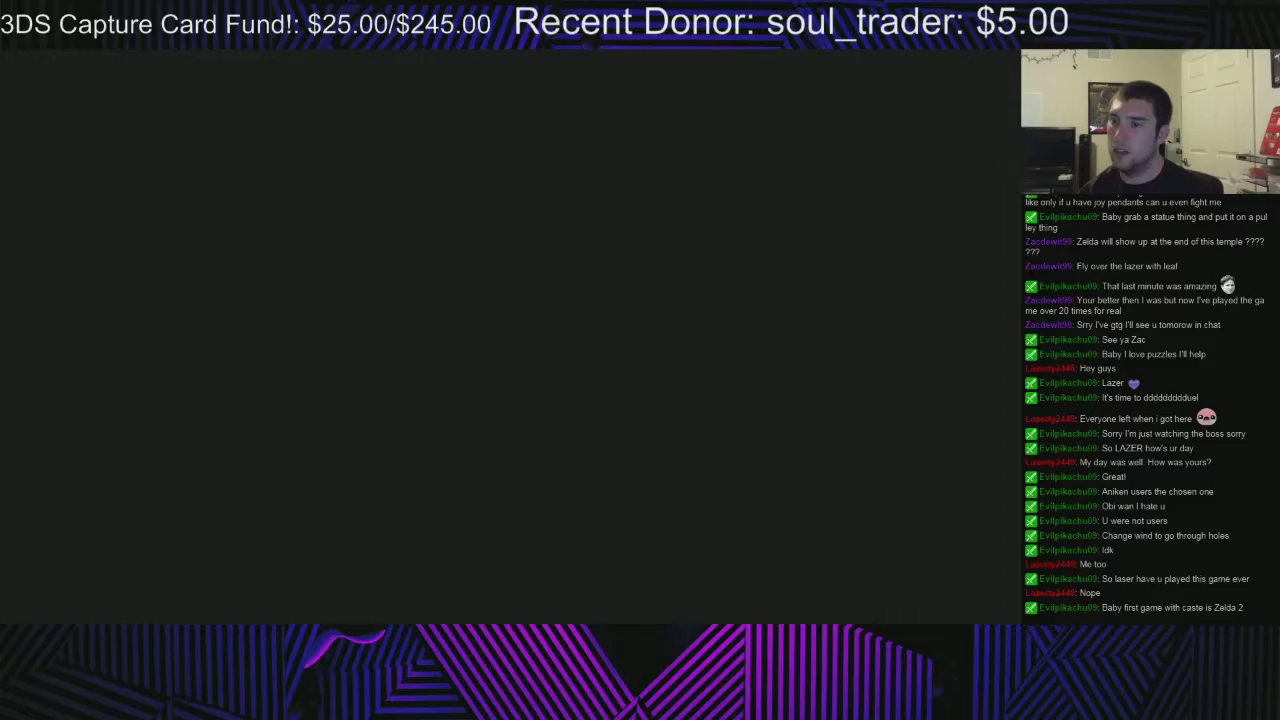 3DS Capture Card Fund!: $25.00/$245.00
Recent Donor: soul_trader: $5.00
like only if u have joy pendants can u even fight me
Evilpikachu09: Baby grab a statue thing and put it on a pul
ley thing
Zacdewit99: Zelda will show up at the end of this temple ????
???
Zacdewit99: Fly over the lazer with leaf
Evilpikachu09: That last minute was amazing
Zacdewit99: Your better then I was but now I've played the ga
me over 20 times for real
Zacdewit99: Srry I've gtg I'll see u tomorow in chat
Evilpikachu09: See ya Zac
Evilpikachu09: Baby I love puzzles I'll help
Lazerty2448: Hey guys
Evilpikachu09: Lazer
Evilpikachu09: It's time to ddddddddduel
Lazerty2448: Everyone left when i got here
Evilpikachu09: Sorry I'm just watching the boss sorry
Evilpikachu09: So LAZER how's ur day
Lazerty2448: My day was well. How was yours?
Evilpikachu09: Great!
Evilpikachu09: Aniken users the chosen one
Evilpikachu09: Obi wan I hate u
Evilpikachu09: U were not users
Evilpikachu09: Change wind to go through holes
Evilpikachu09: Idk
Lazerty2448: Me too
Evilpikachu09: So laser have u played this game ever
Lazerty2448: Nope
Evilpikachu09: Baby first game with caste is Zelda 2